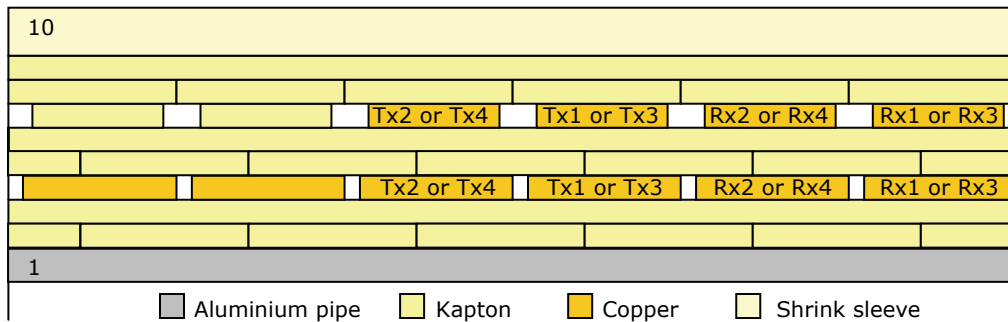 10
Tx2 or Tx4 Tx1 or Tx3 Rx2 or Rx4 Rx1 or Rx3
Tx2 or Tx4 Tx1 or Tx3 Rx2 or Rx4 Rx1 or Rx3
1
Aluminium pipe Kapton Copper Shrink sleeve